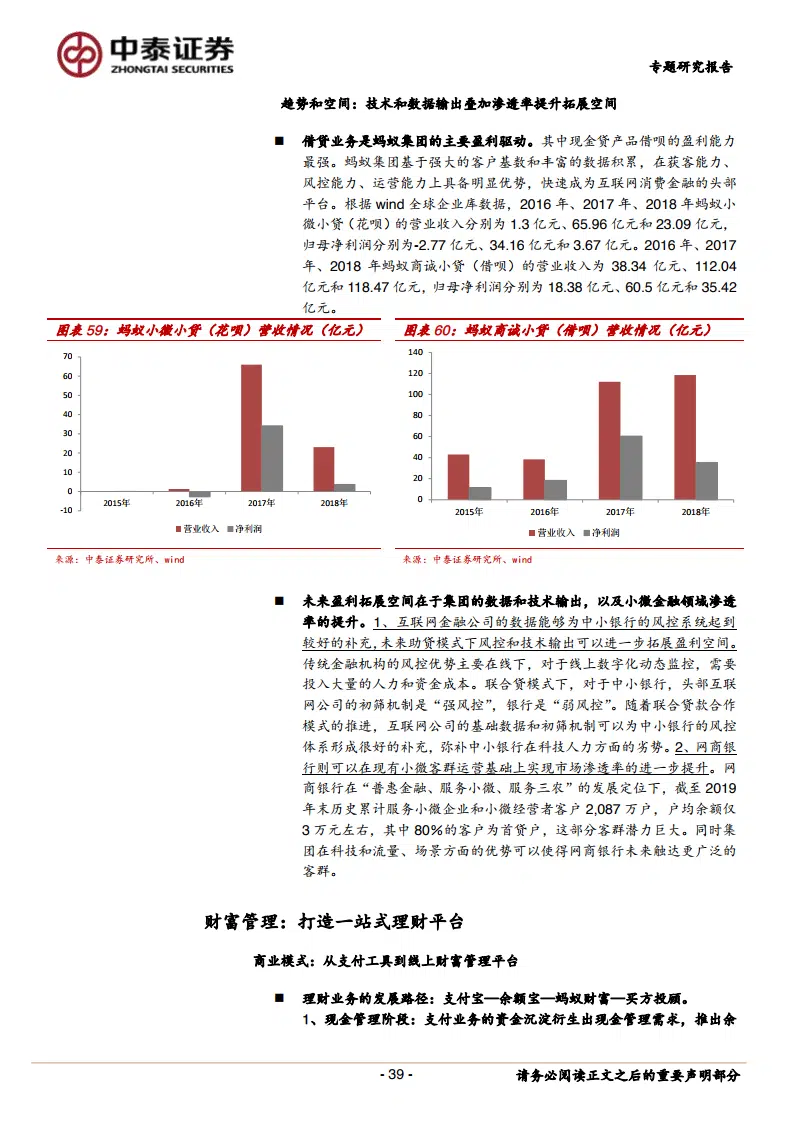 中泰证券
ZHONGTAI SECURITIES
专题研究报告
趋势和空间：技术和数据输出叠加渗透率提升拓展空间
■ 借贷业务是蚂蚁集团的主要盈利驱动。其中现金贷产品借呗的盈利能力
最强。蚂蚁集团基于强大的客户基数和丰富的数据积累，在获客能力、
风控能力、运营能力上具备明显优势，快速成为互联网消费金融的头部
平台。根据 wind 全球企业库数据，2016 年、2017 年、2018 年蚂蚁小
微小贷（花呗）的营业收入分别为 1.3 亿元、65.96 亿元和 23.09 亿元，
归母净利润分别为-2.77 亿元、34.16 亿元和 3.67 亿元。2016 年、2017
年、2018 年蚂蚁商诚小贷（借呗）的营业收入为 38.34 亿元、112.04
亿元和 118.47 亿元，归母净利润分别为 18.38 亿元、60.5 亿元和 35.42
亿元。
图表 59：蚂蚁小微小贷（花呗）营收情况（亿元）
70
60
50
40
30
20
10
0
-10
2015年 2016年 2017年 2018年
■营业收入 ■净利润
来源：中泰证券研究所、wind
图表 60：蚂蚁商诚小贷（借呗）营收情况（亿元）
140
120
100
80
60
40
20
0
2015年 2016年 2017年 2018年
■营业收入 ■净利润
来源：中泰证券研究所、wind
■ 未来盈利拓展空间在于集团的数据和技术输出，以及小微金融领域渗透
率的提升。1、互联网金融公司的数据能够为中小银行的风控系统起到
较好的补充，未来助贷模式下风控和技术输出可以进一步拓展盈利空间。
传统金融机构的风控优势主要在线下，对于线上数字化动态监控，需要
投入大量的人力和资金成本。联合贷模式下，对于中小银行，头部互联
网公司的初筛机制是“强风控”，银行是“弱风控”。随着联合贷款合作
模式的推进，互联网公司的基础数据和初筛机制可以为中小银行的风控
体系形成很好的补充，弥补中小银行在科技人力方面的劣势。2、网商银
行则可以在现有小微客群运营基础上实现市场渗透率的进一步提升。网
商银行在“普惠金融、服务小微、服务三农”的发展定位下，截至 2019
年末历史累计服务小微企业和小微经营者客户 2,087 万户，户均余额仅
3 万元左右，其中 80%的客户为首贷户，这部分客群潜力巨大。同时集
团在科技和流量、场景方面的优势可以使得网商银行未来触达更广泛的
客群。
财富管理：打造一站式理财平台
商业模式：从支付工具到线上财富管理平台
■ 理财业务的发展路径：支付宝—余额宝—蚂蚁财富—买方投顾。
1、现金管理阶段：支付业务的资金沉淀衍生出现金管理需求，推出余
- 39 -
请务必阅读正文之后的重要声明部分